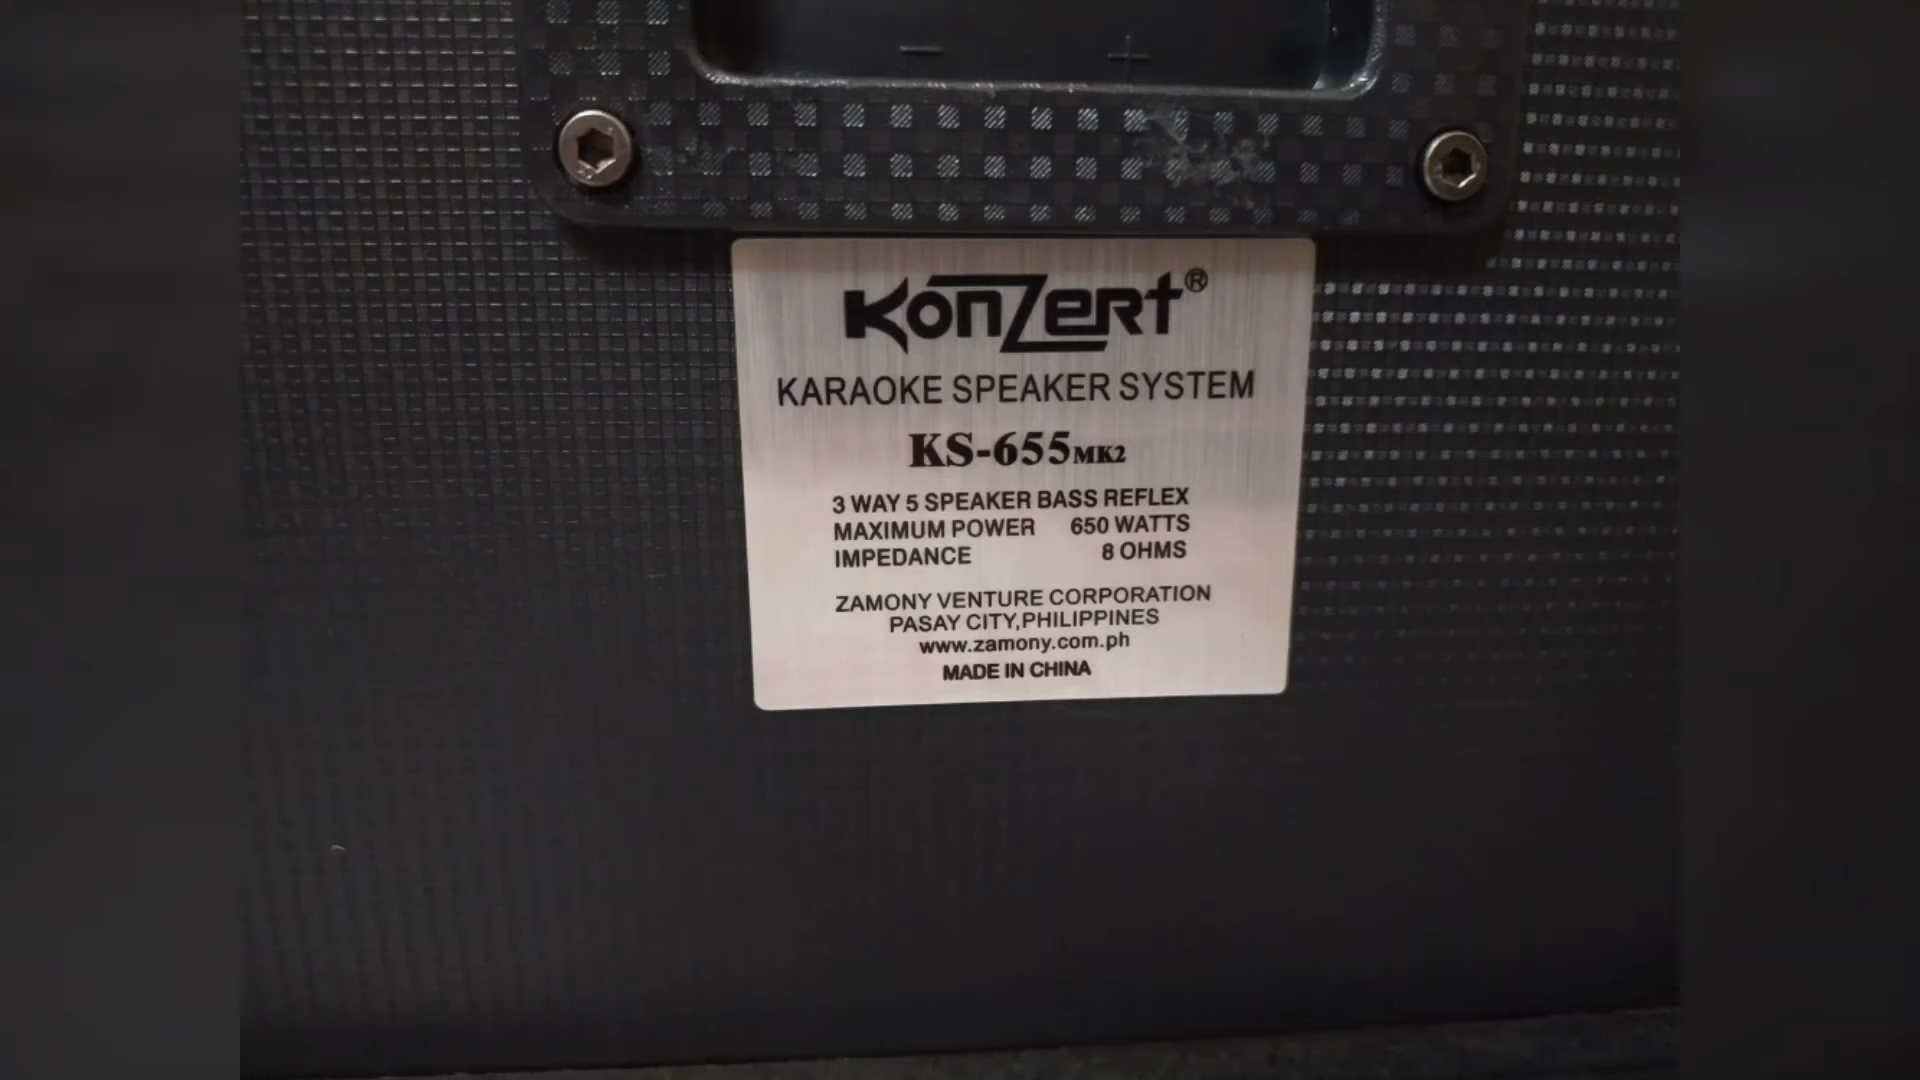 − +
KonZert®
KARAOKE SPEAKER SYSTEM
KS-655MK2
3 WAY 5 SPEAKER BASS REFLEX
MAXIMUM POWER 650 WATTS
IMPEDANCE 8 OHMS
ZAMONY VENTURE CORPORATION
PASAY CITY,PHILIPPINES
www.zamony.com.ph
MADE IN CHINA